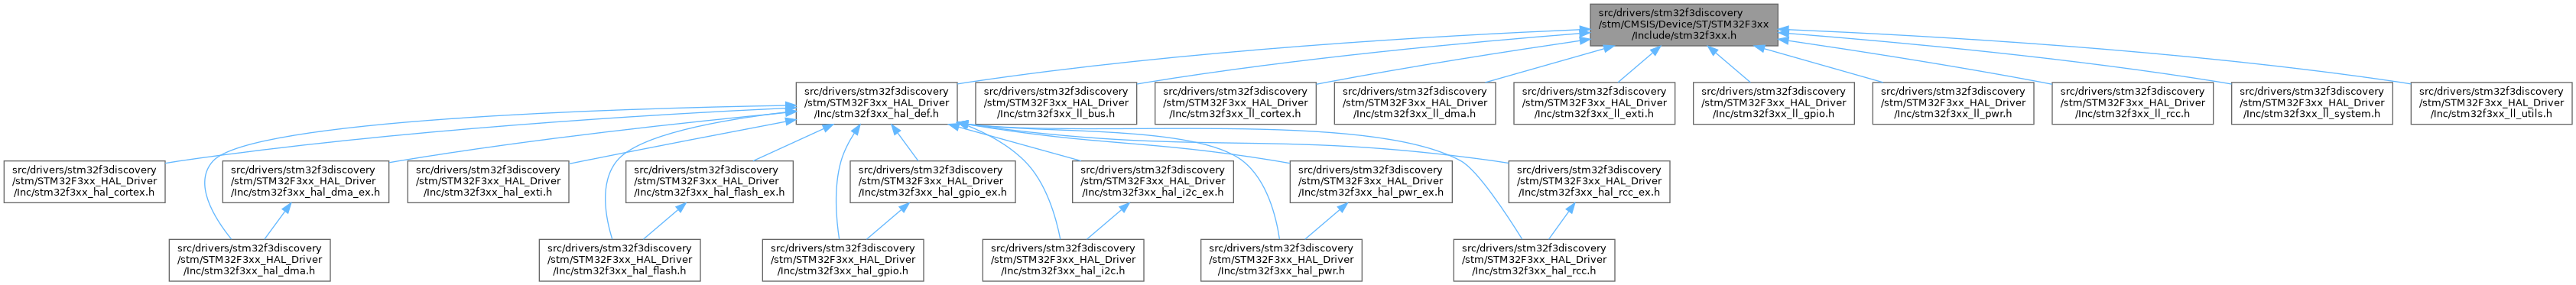 src/drivers/stm32f3discovery
/stm/CMSIS/Device/ST/STM32F3xx
/Include/stm32f3xx.h
src/drivers/stm32f3discovery
/stm/STM32F3xx_HAL_Driver
/Inc/stm32f3xx_hal_def.h
src/drivers/stm32f3discovery
/stm/STM32F3xx_HAL_Driver
/Inc/stm32f3xx_ll_bus.h
src/drivers/stm32f3discovery
/stm/STM32F3xx_HAL_Driver
/Inc/stm32f3xx_ll_cortex.h
src/drivers/stm32f3discovery
/stm/STM32F3xx_HAL_Driver
/Inc/stm32f3xx_ll_dma.h
src/drivers/stm32f3discovery
/stm/STM32F3xx_HAL_Driver
/Inc/stm32f3xx_ll_exti.h
src/drivers/stm32f3discovery
/stm/STM32F3xx_HAL_Driver
/Inc/stm32f3xx_ll_gpio.h
src/drivers/stm32f3discovery
/stm/STM32F3xx_HAL_Driver
/Inc/stm32f3xx_ll_pwr.h
src/drivers/stm32f3discovery
/stm/STM32F3xx_HAL_Driver
/Inc/stm32f3xx_ll_rcc.h
src/drivers/stm32f3discovery
/stm/STM32F3xx_HAL_Driver
/Inc/stm32f3xx_ll_system.h
src/drivers/stm32f3discovery
/stm/STM32F3xx_HAL_Driver
/Inc/stm32f3xx_ll_utils.h
src/drivers/stm32f3discovery
/stm/STM32F3xx_HAL_Driver
/Inc/stm32f3xx_hal_cortex.h
src/drivers/stm32f3discovery
/stm/STM32F3xx_HAL_Driver
/Inc/stm32f3xx_hal_dma_ex.h
src/drivers/stm32f3discovery
/stm/STM32F3xx_HAL_Driver
/Inc/stm32f3xx_hal_exti.h
src/drivers/stm32f3discovery
/stm/STM32F3xx_HAL_Driver
/Inc/stm32f3xx_hal_flash_ex.h
src/drivers/stm32f3discovery
/stm/STM32F3xx_HAL_Driver
/Inc/stm32f3xx_hal_gpio_ex.h
src/drivers/stm32f3discovery
/stm/STM32F3xx_HAL_Driver
/Inc/stm32f3xx_hal_i2c_ex.h
src/drivers/stm32f3discovery
/stm/STM32F3xx_HAL_Driver
/Inc/stm32f3xx_hal_pwr_ex.h
src/drivers/stm32f3discovery
/stm/STM32F3xx_HAL_Driver
/Inc/stm32f3xx_hal_rcc_ex.h
src/drivers/stm32f3discovery
/stm/STM32F3xx_HAL_Driver
/Inc/stm32f3xx_hal_dma.h
src/drivers/stm32f3discovery
/stm/STM32F3xx_HAL_Driver
/Inc/stm32f3xx_hal_flash.h
src/drivers/stm32f3discovery
/stm/STM32F3xx_HAL_Driver
/Inc/stm32f3xx_hal_gpio.h
src/drivers/stm32f3discovery
/stm/STM32F3xx_HAL_Driver
/Inc/stm32f3xx_hal_i2c.h
src/drivers/stm32f3discovery
/stm/STM32F3xx_HAL_Driver
/Inc/stm32f3xx_hal_pwr.h
src/drivers/stm32f3discovery
/stm/STM32F3xx_HAL_Driver
/Inc/stm32f3xx_hal_rcc.h